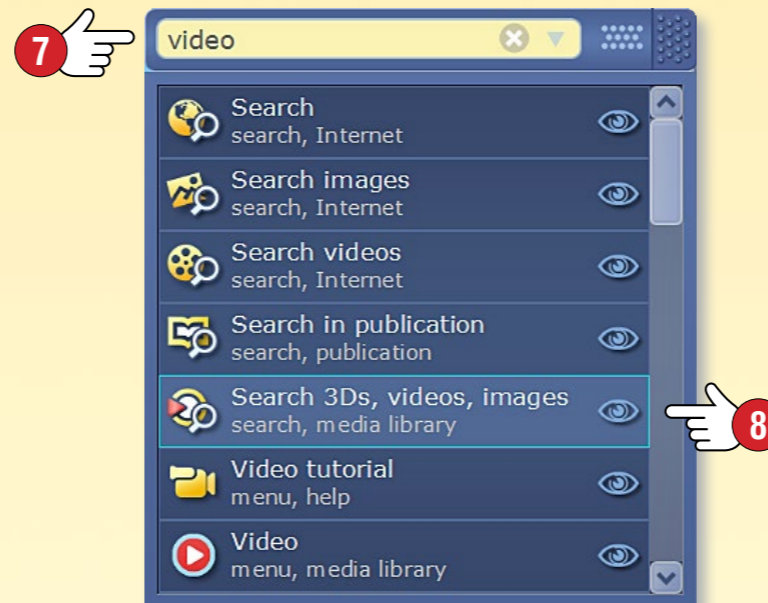 7
video
Search
search, Internet
Search images
search, Internet
Search videos
search, Internet
Search in publication
search, publication
Search 3Ds, videos, images
search, media library
8
Video tutorial
menu, help
Video
menu, media library